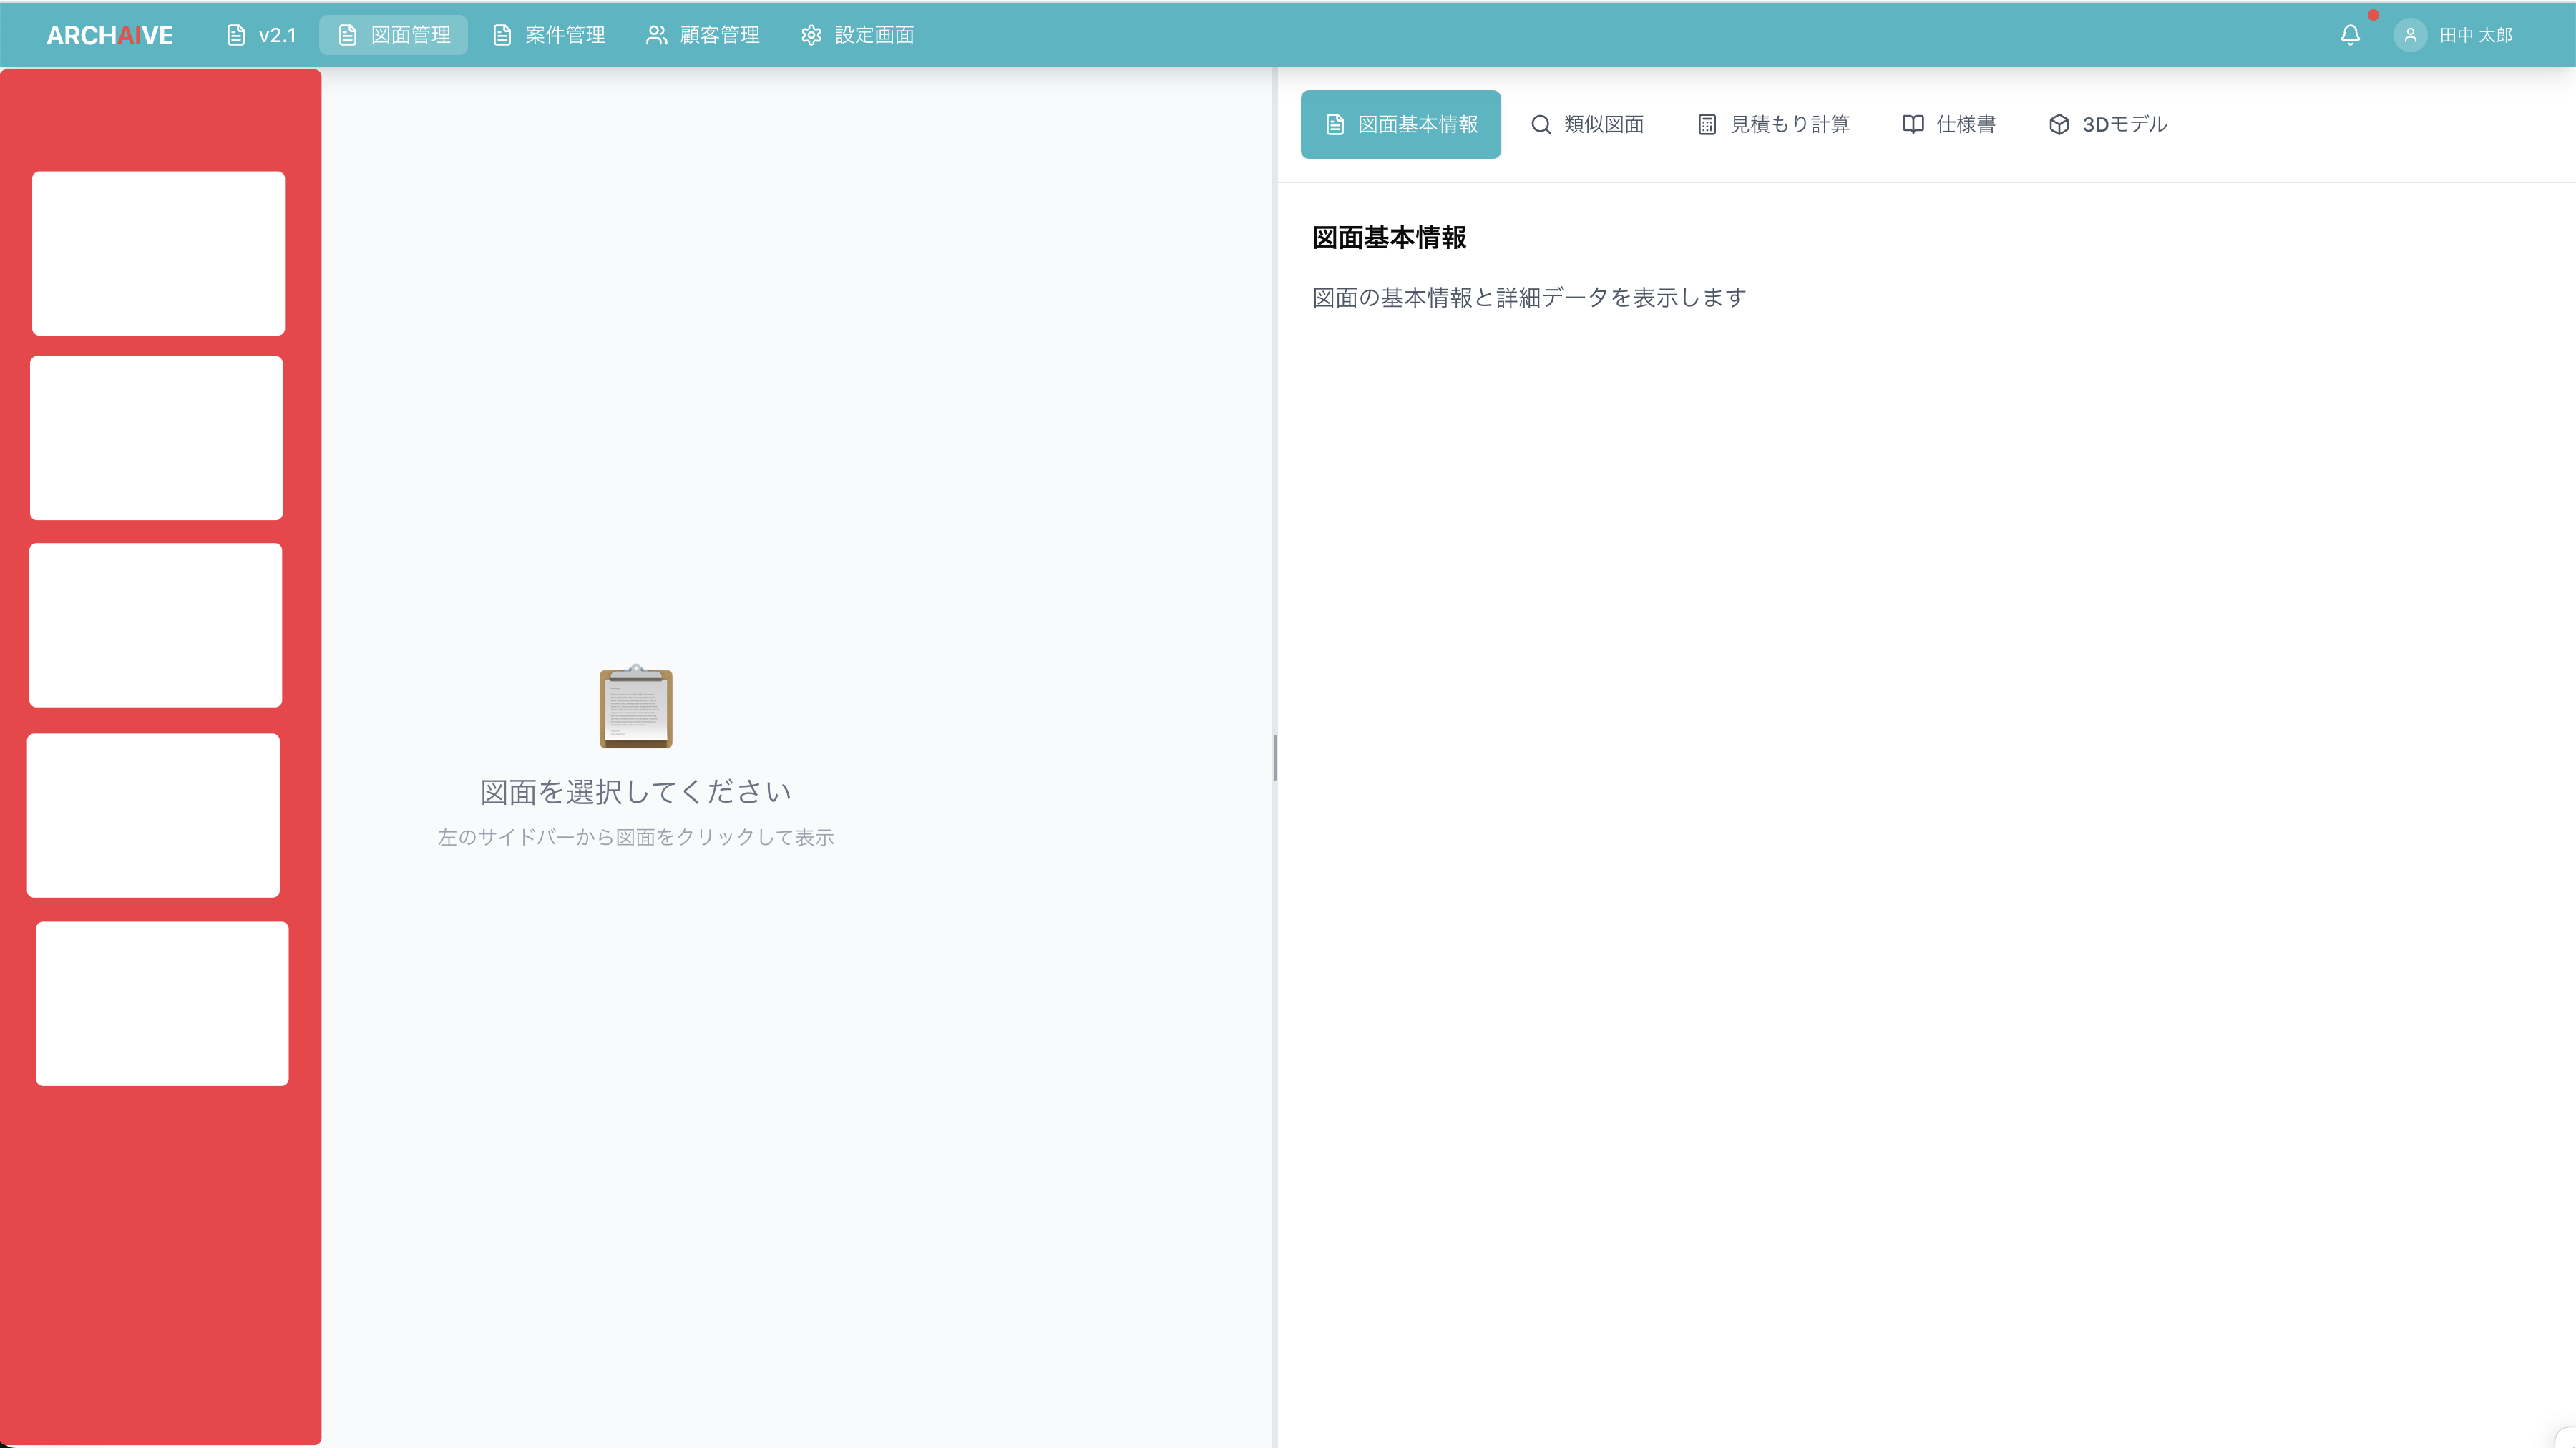 ARCHAIVE
v2.1
図面管理
案件管理
顧客管理
設定画面
田中 太郎
図面基本情報
類似図面
見積もり計算
仕様書
3Dモデル
図面基本情報
図面の基本情報と詳細データを表示します
図面を選択してください
左のサイドバーから図面をクリックして表示